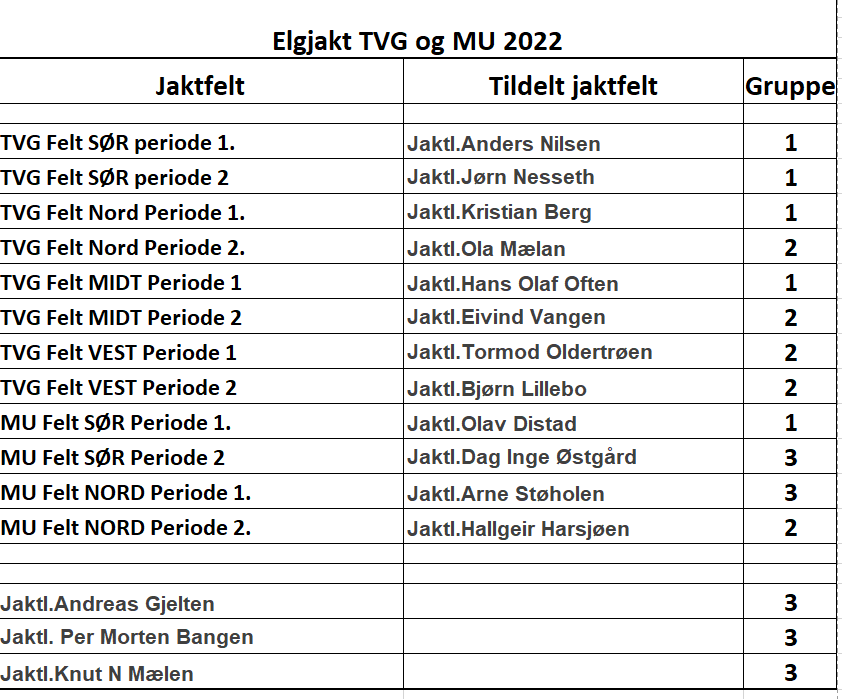 Elgjakt TVG og MU 2022
Jaktfelt Tildelt jaktfelt Gruppe
TVG Felt SØR periode 1. Jaktl.Anders Nilsen 1
TVG Felt SØR periode 2 Jaktl.Jørn Nesseth 1
TVG Felt Nord Periode 1. Jaktl.Kristian Berg 1
TVG Felt Nord Periode 2. Jaktl.Ola Mælan 2
TVG Felt MIDT Periode 1 Jaktl.Hans Olaf Often 1
TVG Felt MIDT Periode 2 Jaktl.Eivind Vangen 2
TVG Felt VEST Periode 1 Jaktl.Tormod Oldertrøen 2
TVG Felt VEST Periode 2 Jaktl.Bjørn Lillebo 2
MU Felt SØR Periode 1. Jaktl.Olav Distad 1
MU Felt SØR Periode 2 Jaktl.Dag Inge Østgård 3
MU Felt NORD Periode 1. Jaktl.Arne Støholen 3
MU Felt NORD Periode 2. Jaktl.Hallgeir Harsjøen 2
Jaktl.Andreas Gjelten 3
Jaktl. Per Morten Bangen 3
Jaktl.Knut N Mælen 3